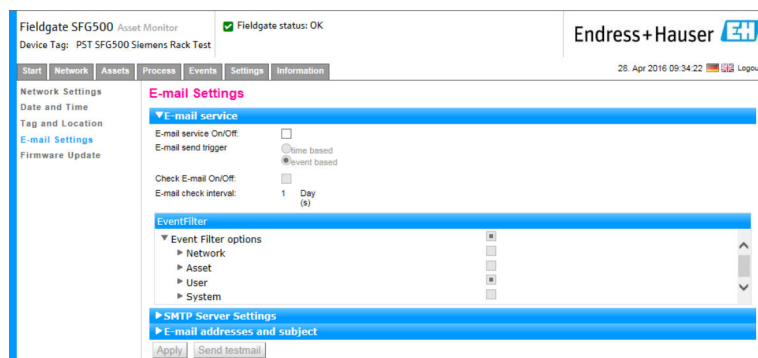 Fieldgate SFG500 Asset Monitor
Device Tag: PST SFG500 Siemens Rack Test
Fieldgate status: OK
Endress+Hauser EH
Start Network Assets Process Events Settings Information
28. Apr 2016 09:34:22 Logou
Network Settings
Date and Time
Tag and Location
E-mail Settings
Firmware Update
E-mail Settings
▼E-mail service
E-mail service On/Off:
E-mail send trigger
time based
event based
Check E-mail On/Off:
E-mail check interval: 1 Day
(s)
EventFilter
▼ Event Filter options
▶ Network
▶ Asset
▶ User
▶ System
▶SMTP Server Settings
▶E-mail addresses and subject
Apply Send testmail